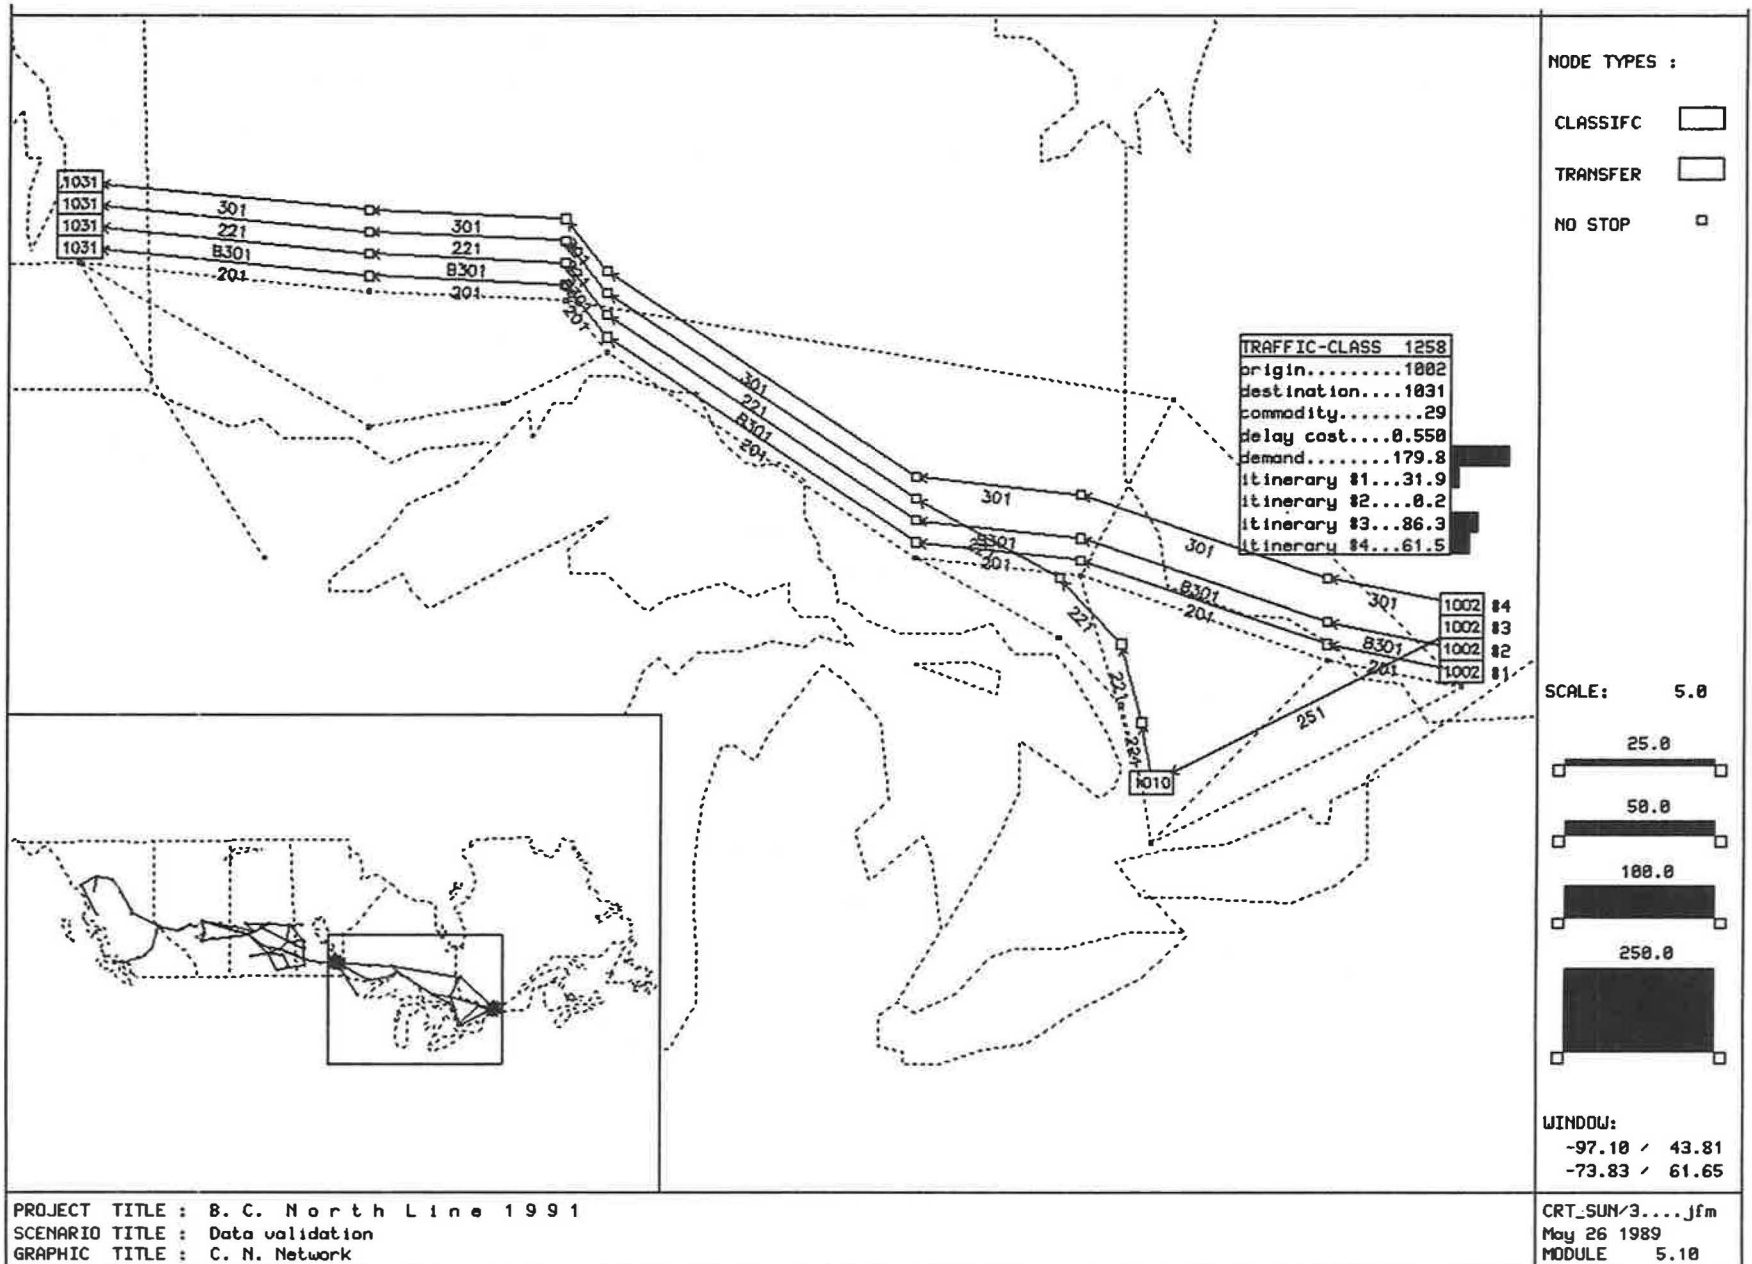 NODE TYPES :
CLASSIFC
TRANSFER
NO STOP
1031
1031
1031
1031
301
221
B301
201
301
221
B301
201
201
301
221
B301
201
TRAFFIC-CLASS 1258
origin.........1002
destination....1031
commodity........29
delay cost....0.550
demand........179.8
itinerary #1...31.9
itinerary #2....0.2
itinerary #3...86.3
itinerary #4...61.5
301
B301
201
301
B301
201
301
B301
201
1002 #4
1002 #3
1002 #2
1002 #1
221
221
221
251
1010
SCALE: 5.0
25.0
50.0
100.0
250.0
WINDOW:
-97.10 / 43.81
-73.83 / 61.65
PROJECT TITLE : B. C. North Line 1991
SCENARIO TITLE : Data validation
GRAPHIC TITLE : C. N. Network
CRT_SUN/3....jfm
May 26 1989
MODULE 5.10